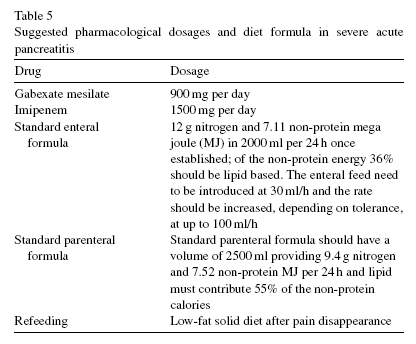 Table 5
Suggested pharmacological dosages and diet formula in severe acute
pancreatitis
Drug Dosage
Gabexate mesilate 900 mg per day
Imipenem 1500 mg per day
Standard enteral 12 g nitrogen and 7.11 non-protein mega
formula joule (MJ) in 2000 ml per 24 h once
established; of the non-protein energy 36%
should be lipid based. The enteral feed need
to be introduced at 30 ml/h and the rate
should be increased, depending on tolerance,
at up to 100 ml/h
Standard parenteral Standard parenteral formula should have a
formula volume of 2500 ml providing 9.4 g nitrogen
and 7.52 non-protein MJ per 24 h and lipid
must contribute 55% of the non-protein
calories
Refeeding Low-fat solid diet after pain disappearance